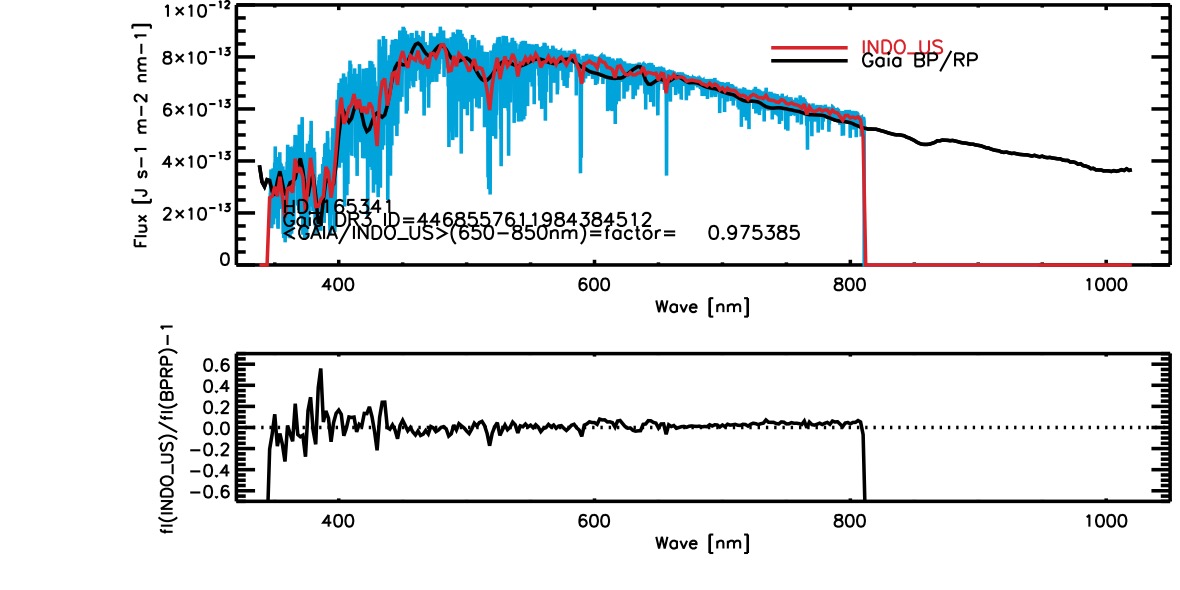 1×10−12
8×10−13
6×10−13
4×10−13
2×10−13
0
Flux [J s−1 m−2 nm−1]
INDO_US
Gaia BP/RP
HD_165341
Gaia DR3 ID=4468557611984384512
<GAIA/INDO_US>(650−850nm)=factor= 0.975385
400 600 800 1000
Wave [nm]
fl(INDO_US)/fl(BPRP)−1
0.6
0.4
0.2
0.0
−0.2
−0.4
−0.6
400 600 800 1000
Wave [nm]